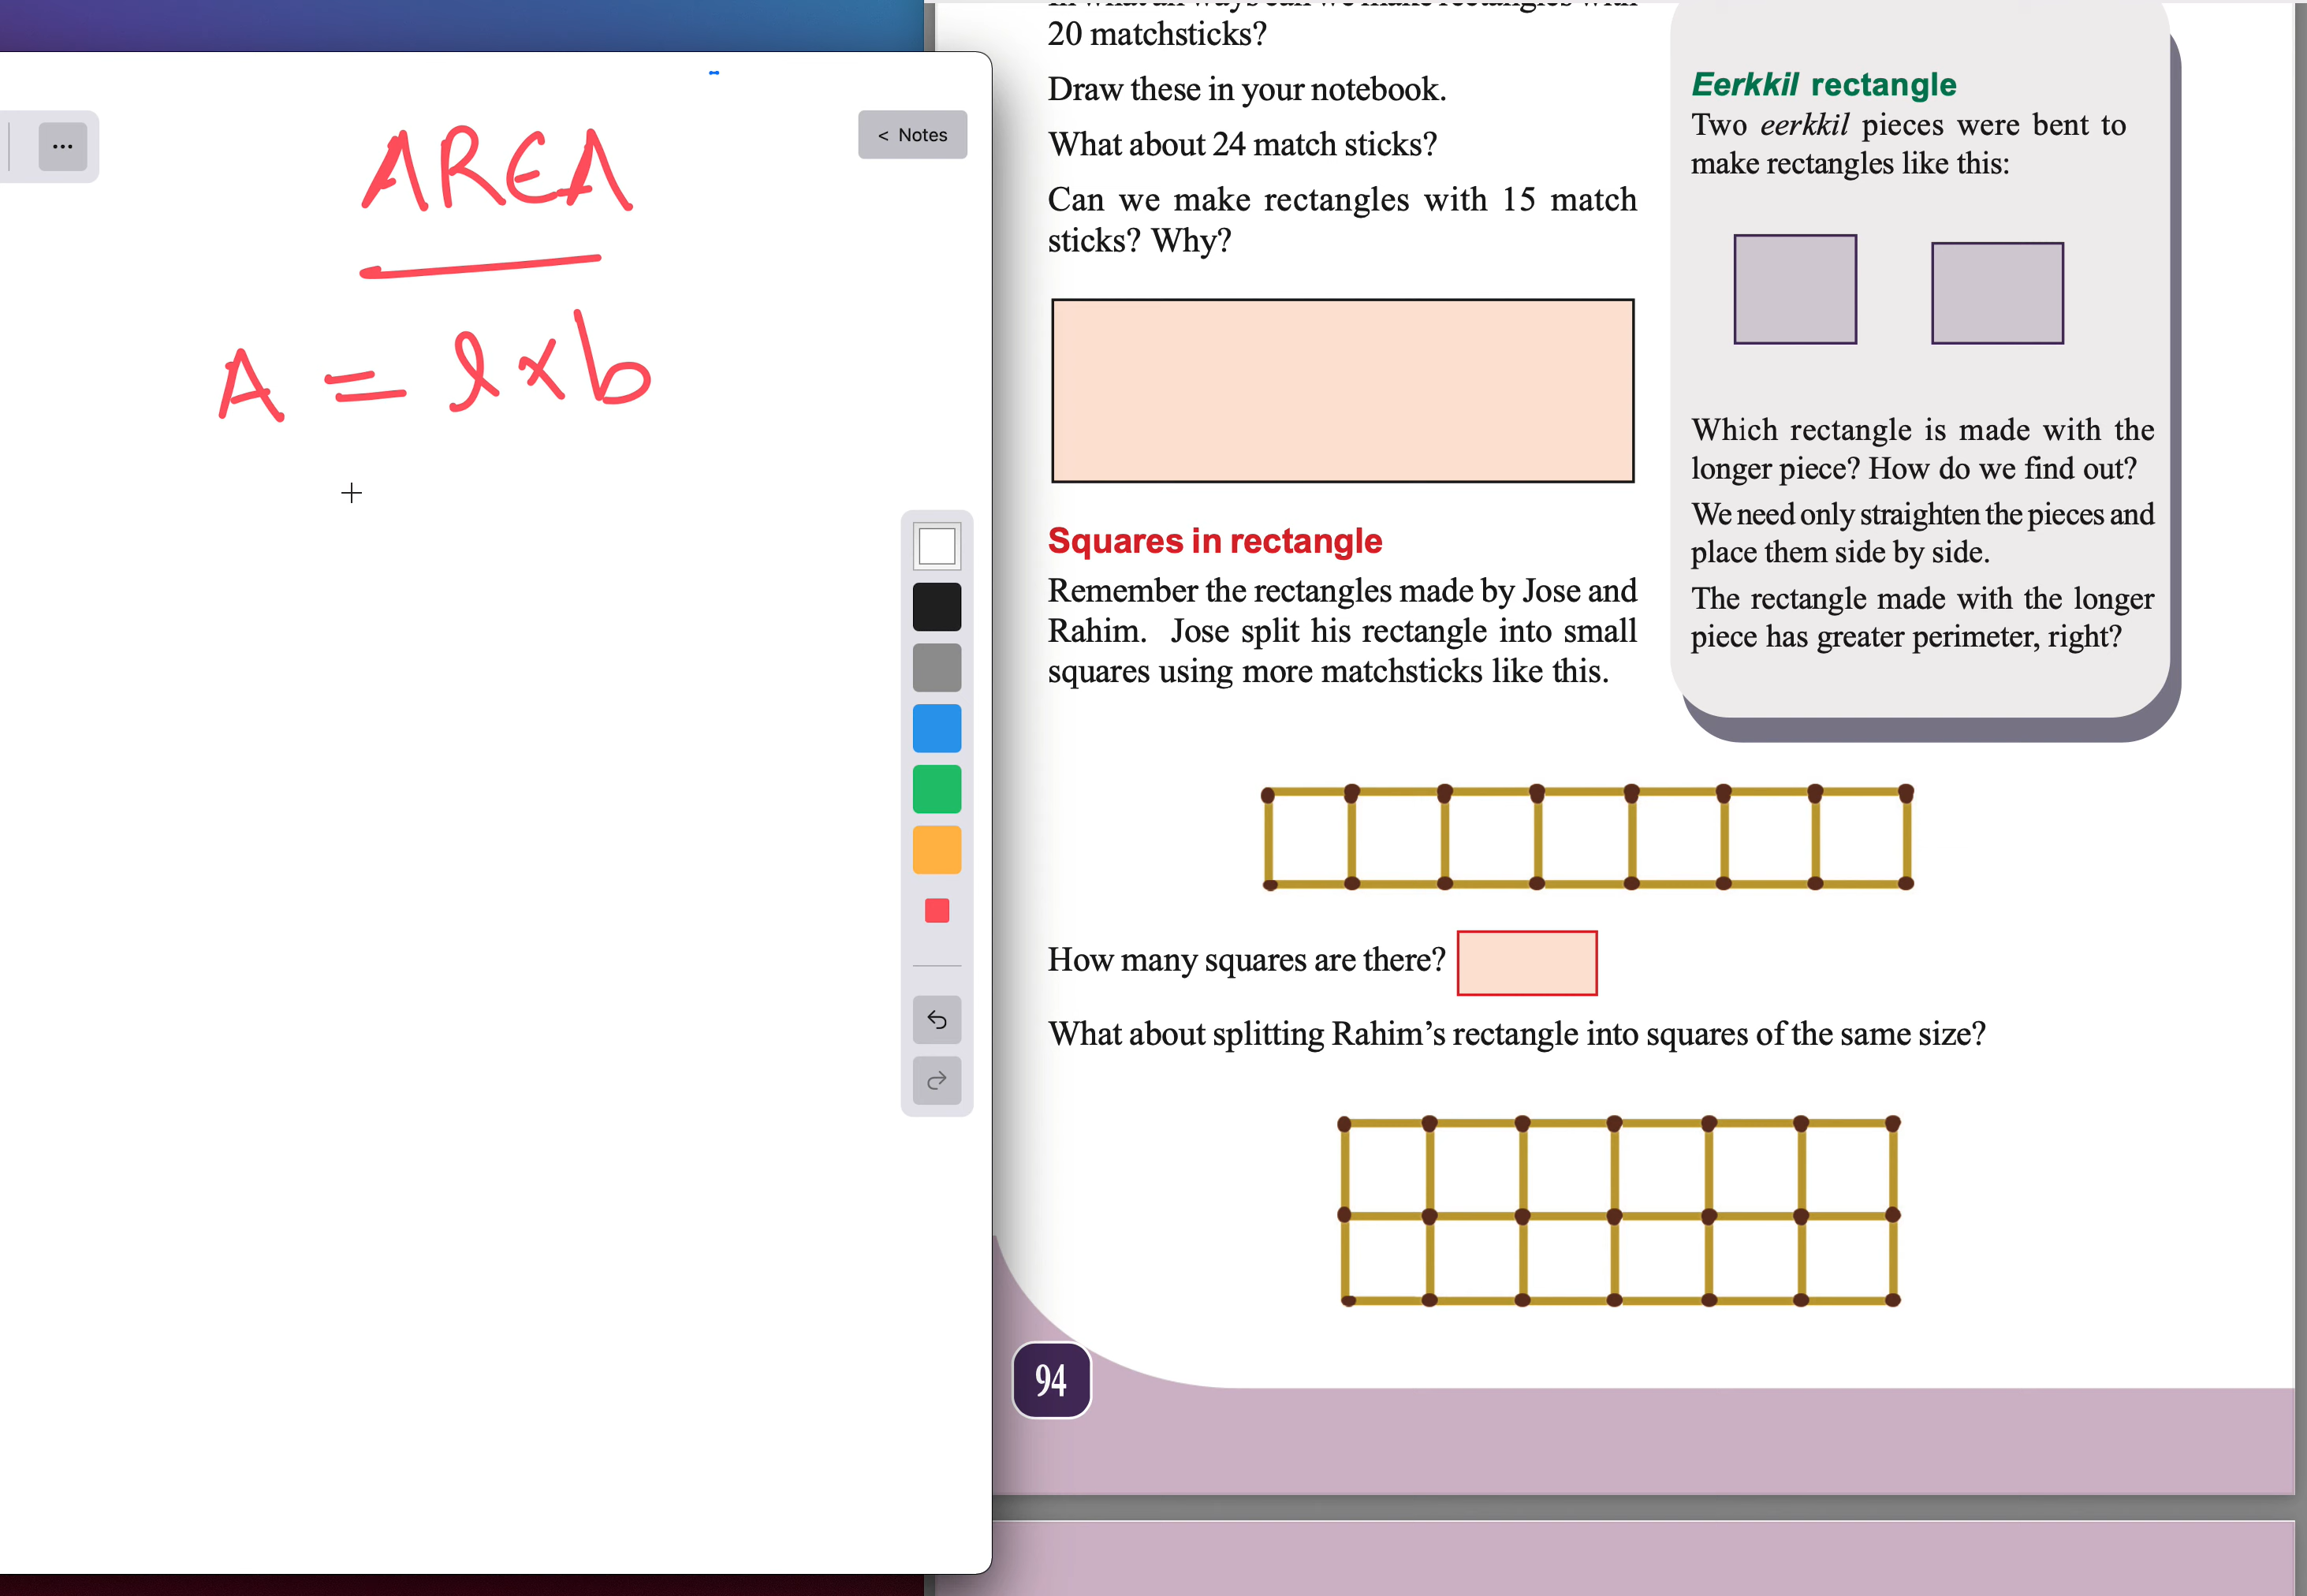 < Notes
AREA
A = l × b
20 matchsticks?
Draw these in your notebook.
What about 24 match sticks?
Can we make rectangles with 15 match
sticks? Why?
Squares in rectangle
Remember the rectangles made by Jose and
Rahim. Jose split his rectangle into small
squares using more matchsticks like this.
Eerkkil rectangle
Two eerkkil pieces were bent to
make rectangles like this:
Which rectangle is made with the
longer piece? How do we find out?
We need only straighten the pieces and
place them side by side.
The rectangle made with the longer
piece has greater perimeter, right?
How many squares are there?
What about splitting Rahim’s rectangle into squares of the same size?
94